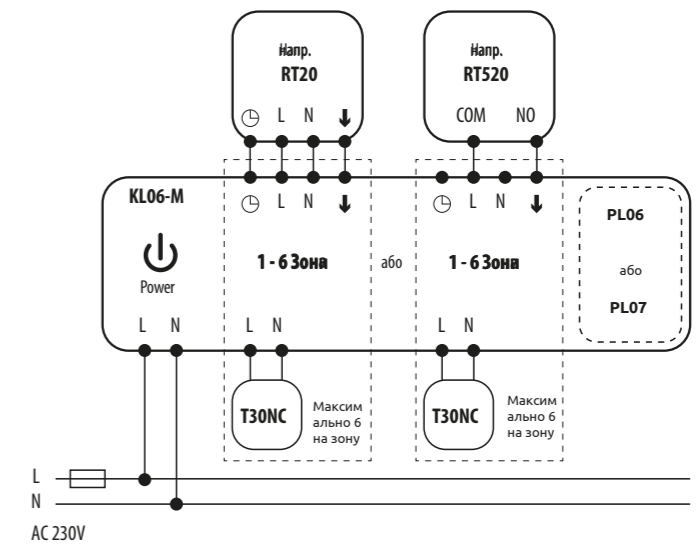 Напр.
RT20
L N
Напр.
RT520
COM NO
KL06-M
L N
L N
Power
1 - 6 Зона
або
1 - 6 Зони
PL06
або
PL07
L N
L N
L N
T30NC
Максим
ально 6
на зону
T30NC
Максим
ально 6
на зону
L
N
AC 230V